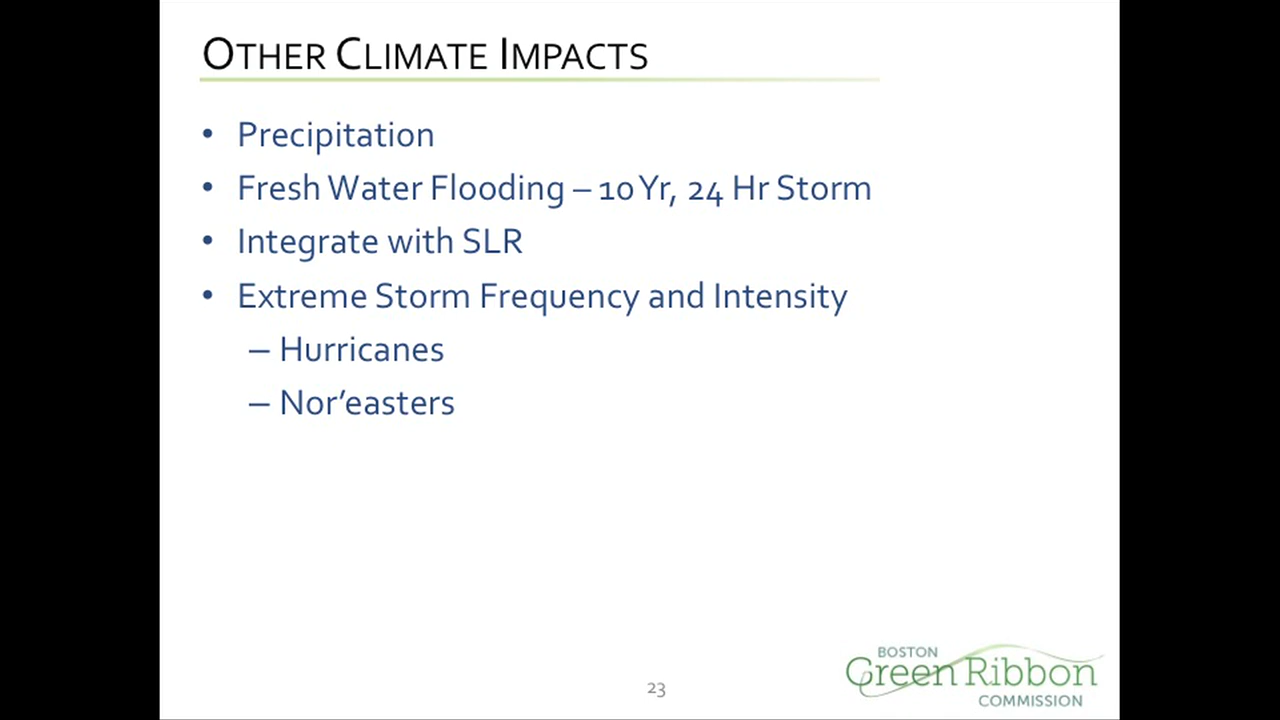 OTHER CLIMATE IMPACTS
• Precipitation
• Fresh Water Flooding – 10 Yr, 24 Hr Storm
• Integrate with SLR
• Extreme Storm Frequency and Intensity
– Hurricanes
– Nor’easters
23
BOSTON
Green Ribbon
COMMISSION